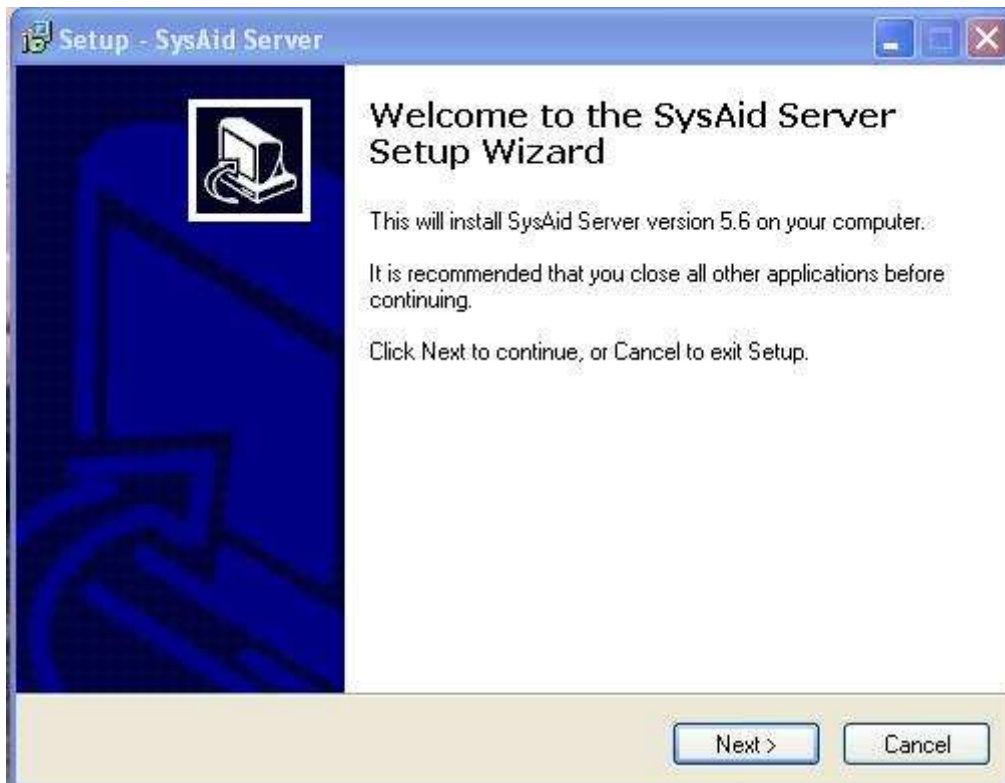 Setup - SysAid Server
Welcome to the SysAid Server
Setup Wizard
This will install SysAid Server version 5.6 on your computer.
It is recommended that you close all other applications before
continuing.
Click Next to continue, or Cancel to exit Setup.
Next >
Cancel